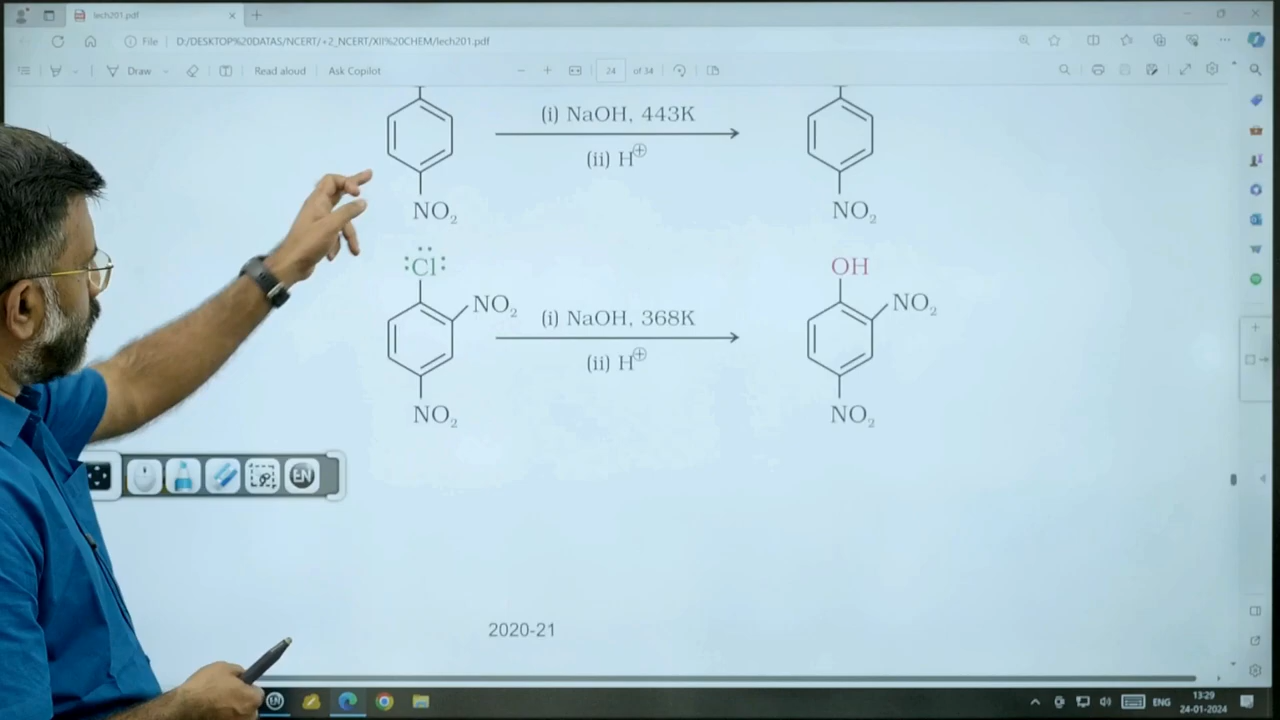 lech201.pdf
File D:/DESKTOP%20DATAS/NCERT/+2_NCERT/XII%20CHEM/lech201.pdf
Draw Read aloud Ask Copilot 24 of 34
(i) NaOH, 443K
(ii) H⊕
NO₂ NO₂
:Cl: OH
NO₂ (i) NaOH, 368K NO₂
(ii) H⊕
NO₂ NO₂
EN
2020-21
EN ENG 13:29
24-01-2024